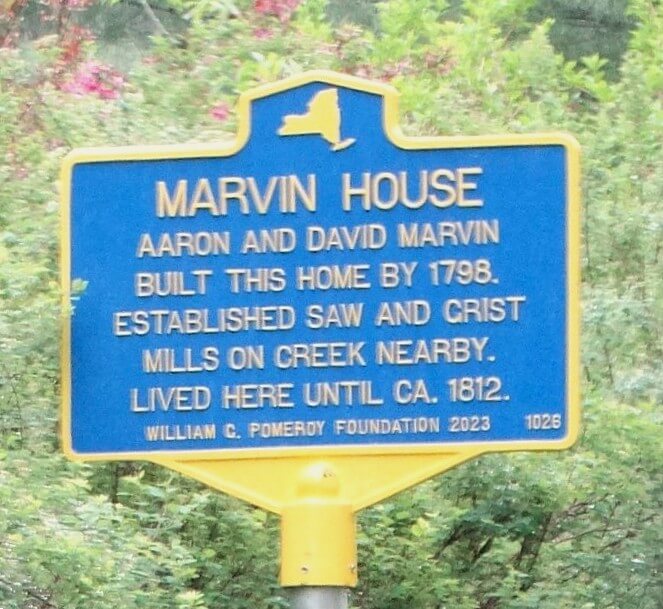 MARVIN HOUSE
AARON AND DAVID MARVIN
BUILT THIS HOME BY 1798.
ESTABLISHED SAW AND GRIST
MILLS ON CREEK NEARBY.
LIVED HERE UNTIL CA. 1812.
WILLIAM G. POMEROY FOUNDATION 2023 1026